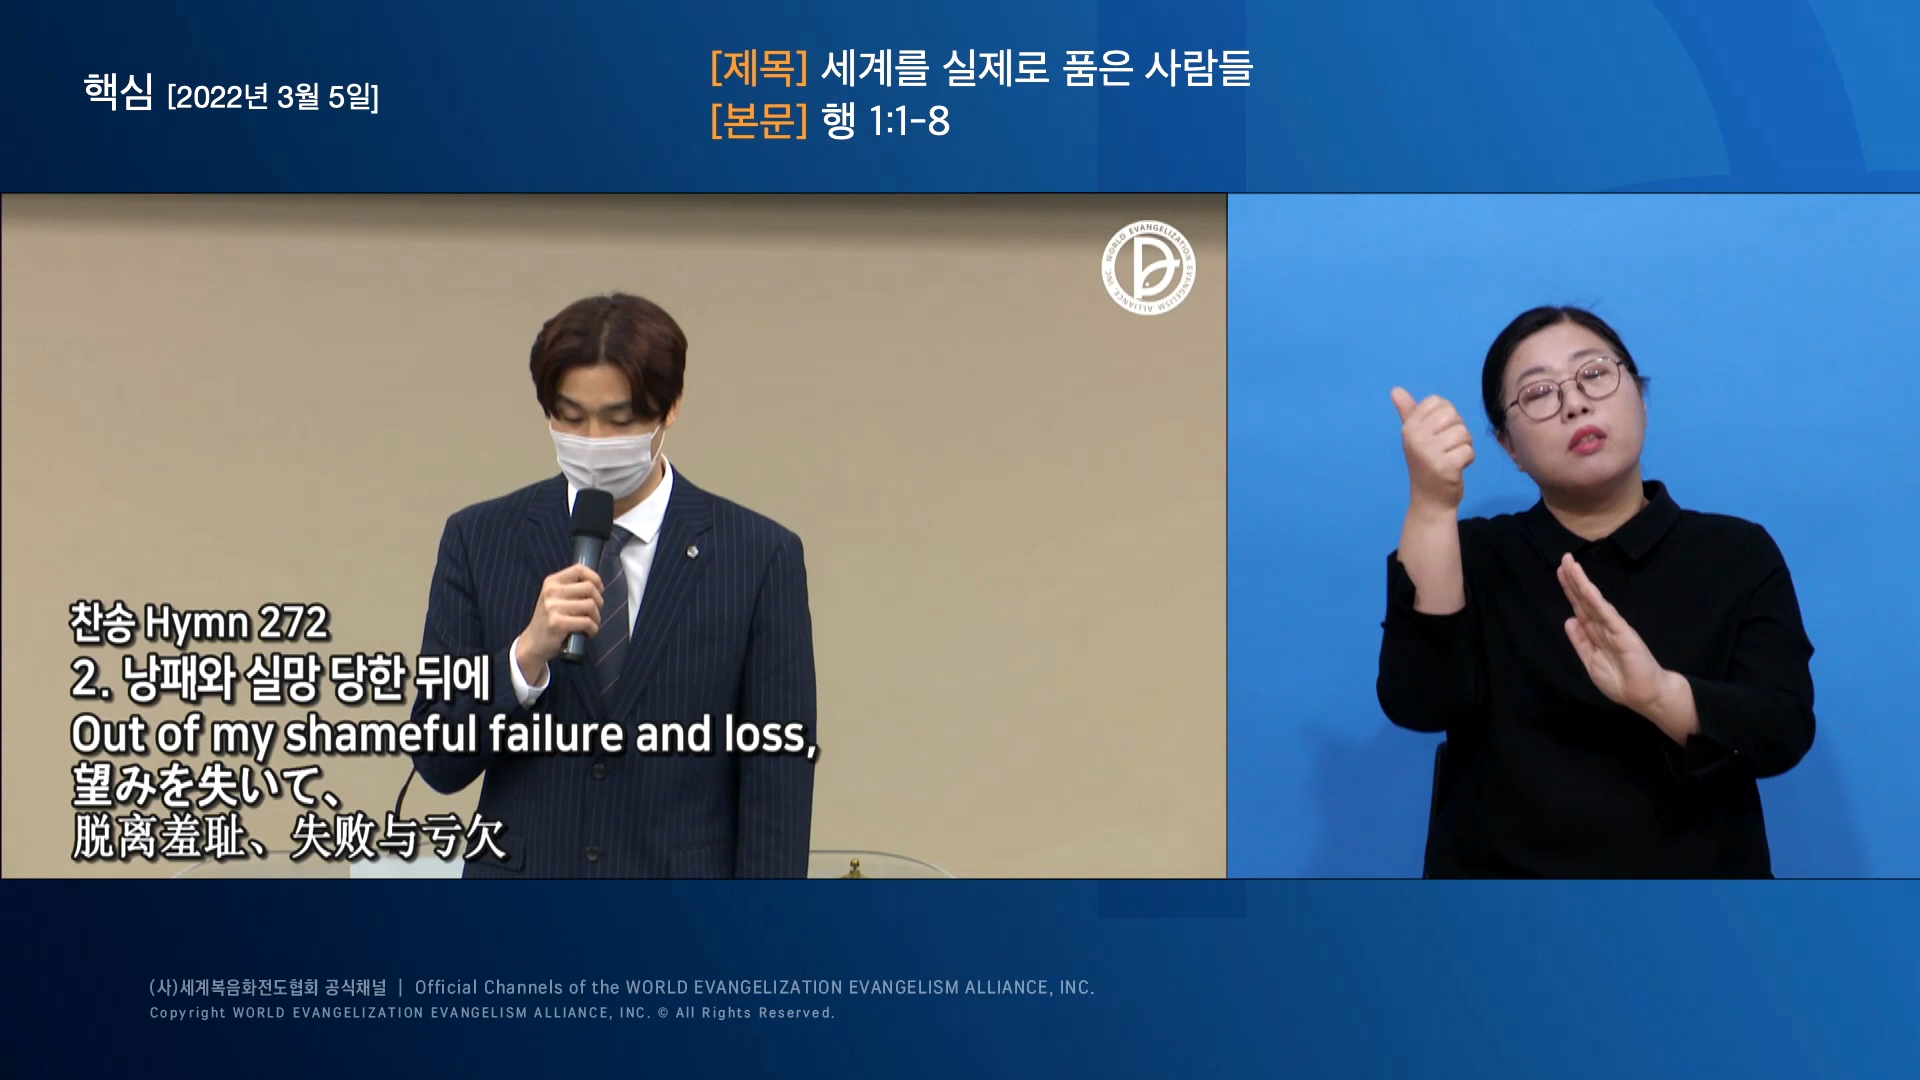 핵심 [2022년 3월 5일]
[제목] 세계를 실제로 품은 사람들
[본문] 행 1:1-8
WORLD EVANGELIZATION EVANGELISM ALLIANCE, INC.
찬송 Hymn 272
2. 낭패와 실망 당한 뒤에
Out of my shameful failure and loss,
望みを失いて、
脱离羞耻、失败与亏欠
(사)세계복음화전도협회 공식채널 | Official Channels of the WORLD EVANGELIZATION EVANGELISM ALLIANCE, INC.
Copyright WORLD EVANGELIZATION EVANGELISM ALLIANCE, INC. © All Rights Reserved.